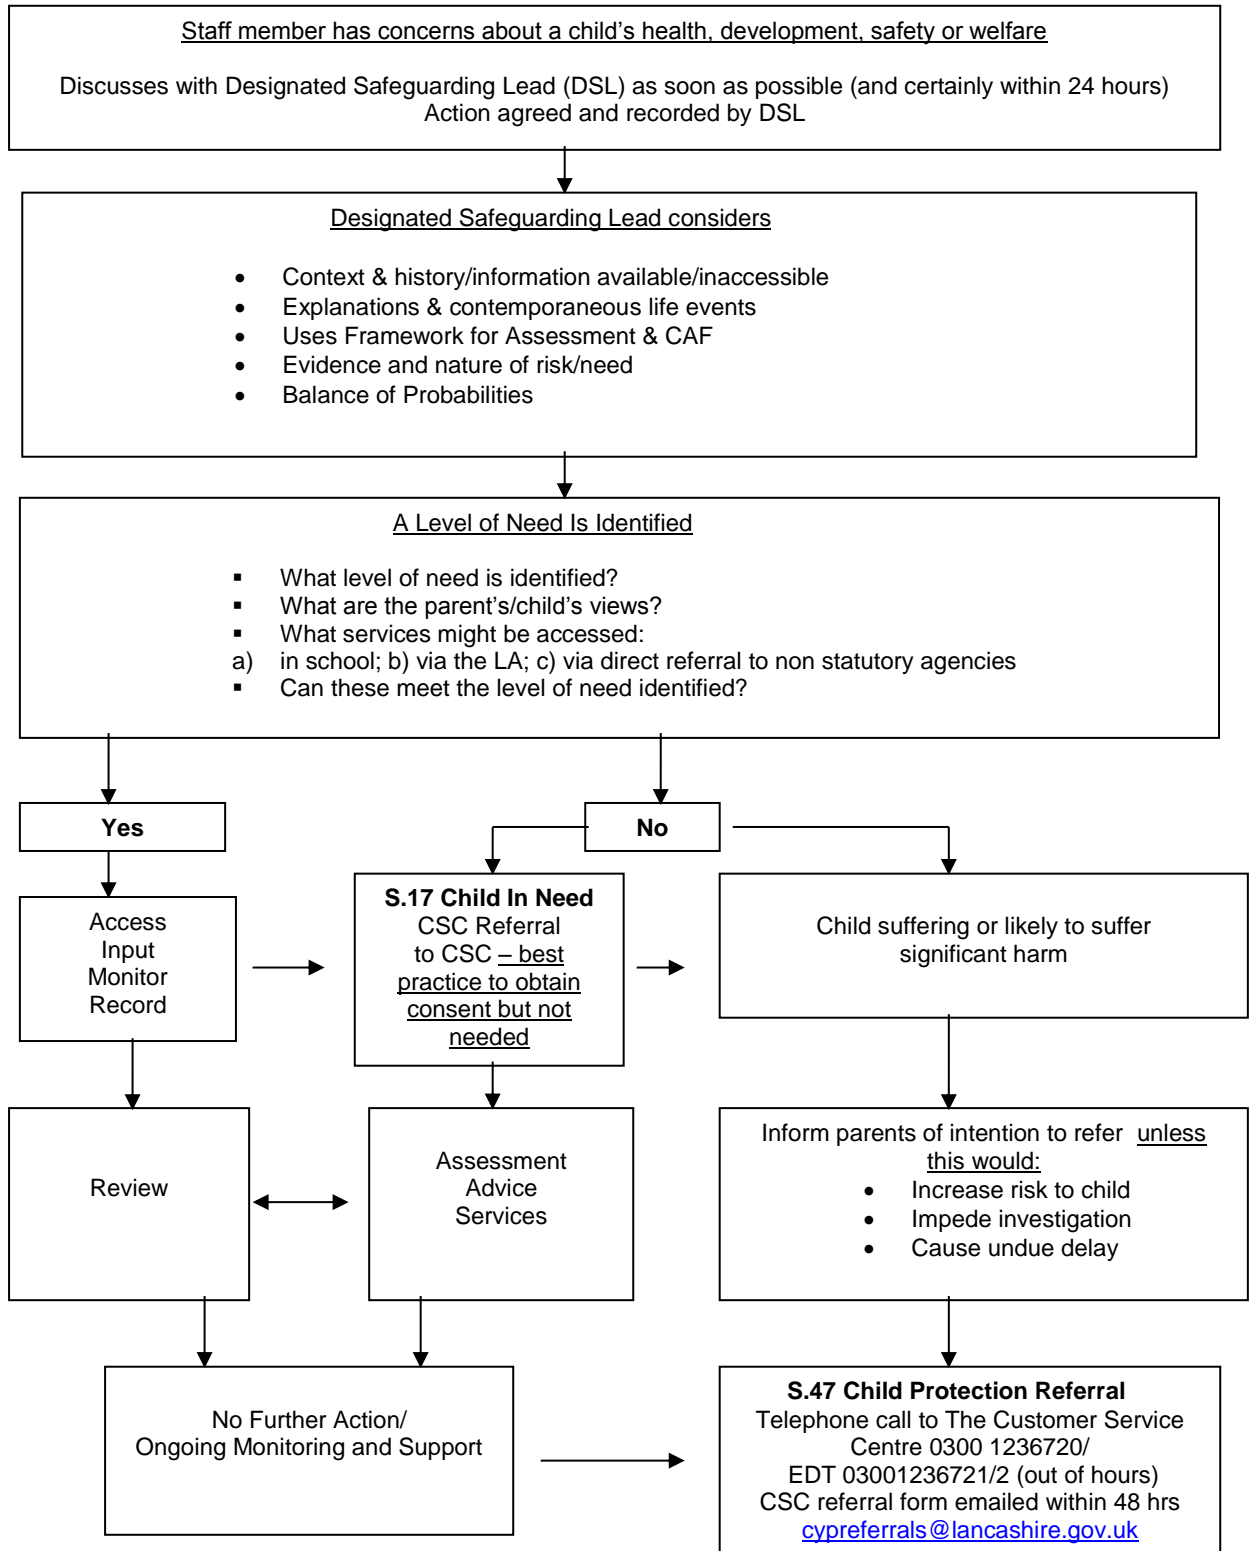 Staff member has concerns about a child's health, development, safety or welfare
Discusses with Designated Safeguarding Lead (DSL) as soon as possible (and certainly within 24 hours)
Action agreed and recorded by DSL
Designated Safeguarding Lead considers
• Context & history/information available/inaccessible
• Explanations & contemporaneous life events
• Uses Framework for Assessment & CAF
• Evidence and nature of risk/need
• Balance of Probabilities
A Level of Need Is Identified
▪ What level of need is identified?
▪ What are the parent's/child's views?
▪ What services might be accessed:
a) in school; b) via the LA; c) via direct referral to non statutory agencies
▪ Can these meet the level of need identified?
Yes
No
Access
Input
Monitor
Record
S.17 Child In Need
CSC Referral
to CSC – best
practice to obtain
consent but not
needed
Child suffering or likely to suffer
significant harm
Review
Assessment
Advice
Services
Inform parents of intention to refer unless
this would:
• Increase risk to child
• Impede investigation
• Cause undue delay
No Further Action/
Ongoing Monitoring and Support
S.47 Child Protection Referral
Telephone call to The Customer Service
Centre 0300 1236720/
EDT 03001236721/2 (out of hours)
CSC referral form emailed within 48 hrs
cypreferrals@lancashire.gov.uk